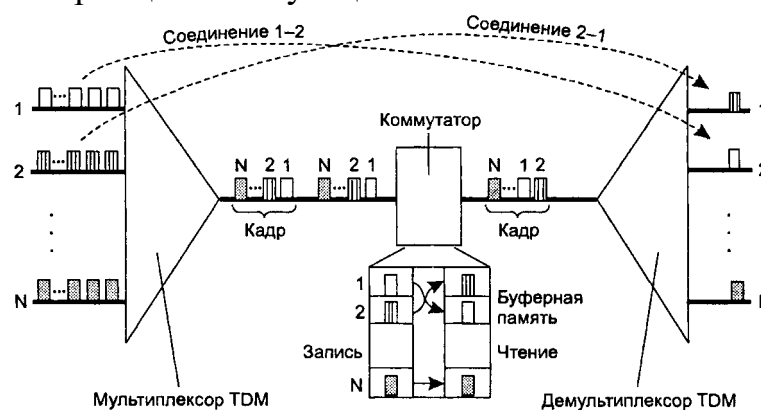 Соединение 1–2
Соединение 2–1
1
2
N
N 2 1 N 2 1
Кадр
Коммутатор
N 1 2
Кадр
1
2
N
Запись
Буферная
память
Чтение
Мультиплексор TDM
Демультиплексор TDM